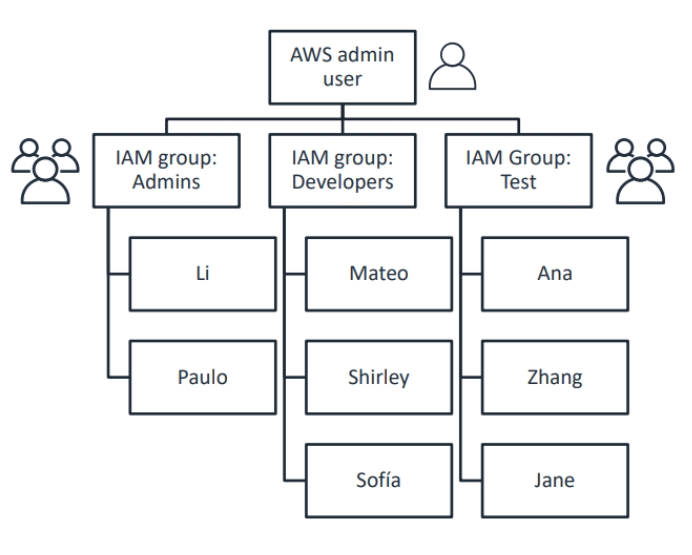 AWS admin
user
IAM group:
Admins
IAM group:
Developers
IAM Group:
Test
Li
Mateo
Ana
Paulo
Shirley
Zhang
Sofía
Jane